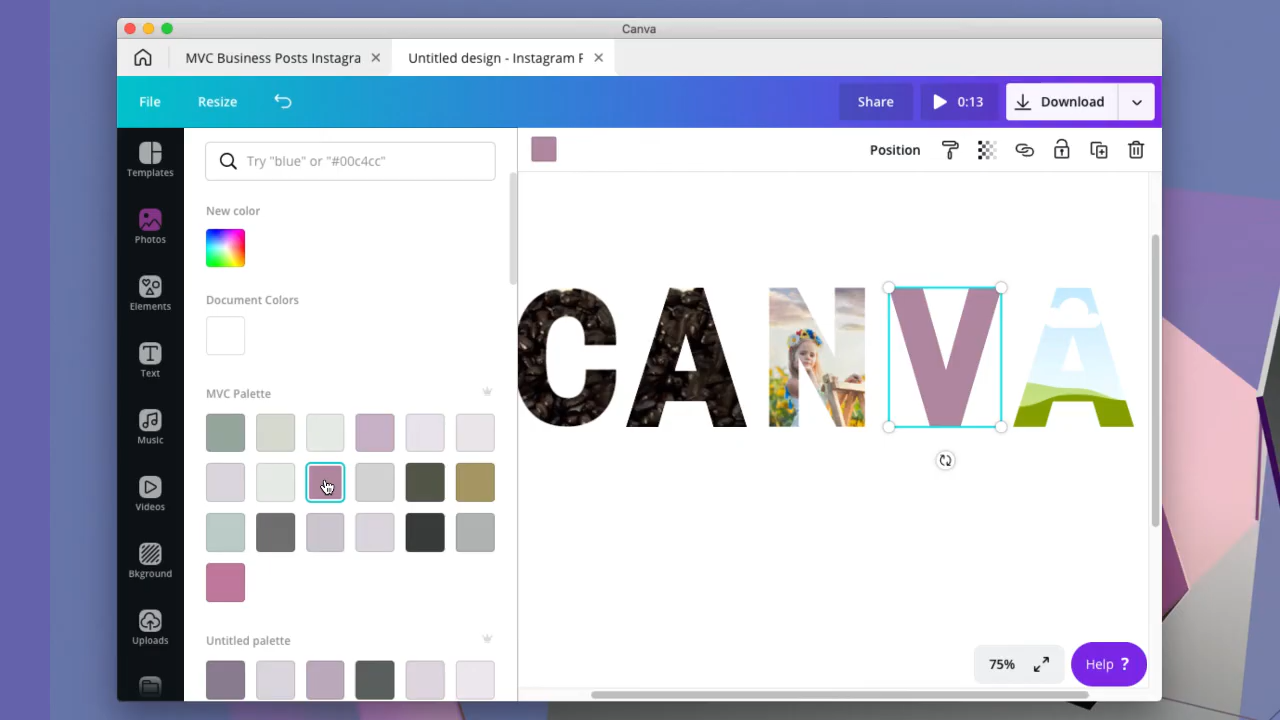 Canva
MVC Business Posts Instagra
Untitled design - Instagram F
File
Resize
Share
0:13
Download
Templates
Photos
Elements
Text
Music
Videos
Bkground
Uploads
Try "blue" or "#00c4cc"
New color
Document Colors
MVC Palette
Untitled palette
Position
CANVA
75%
Help ?